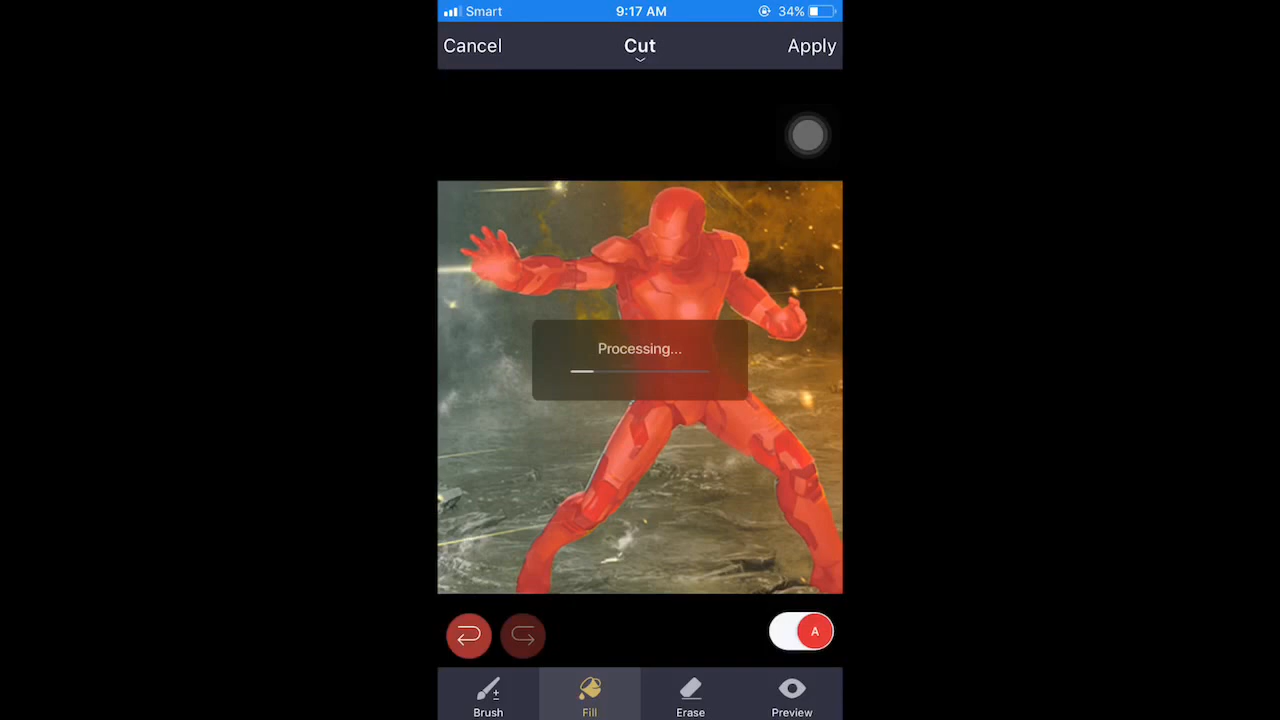 Smart 9:17 AM 34%
Cancel Cut Apply
Processing...
A
Brush Fill Erase Preview